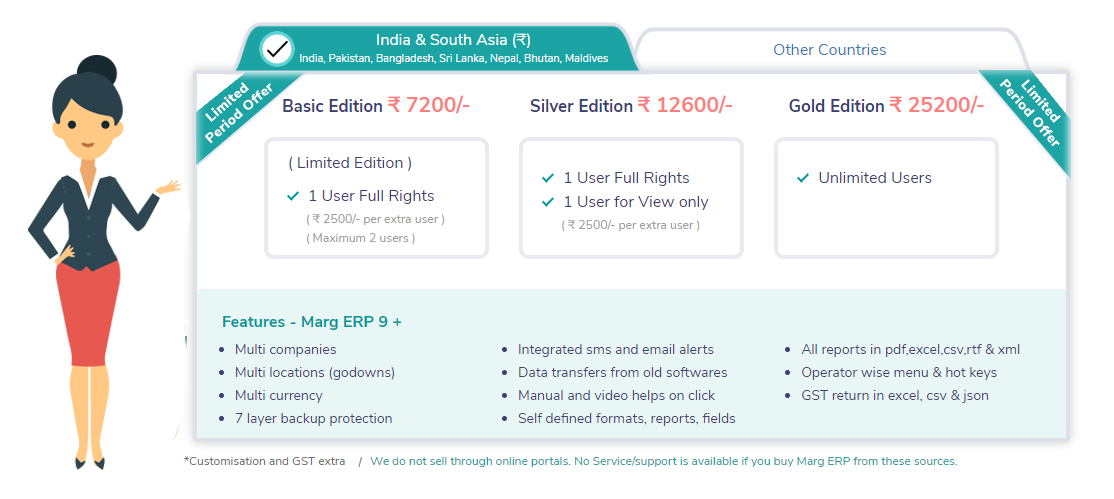 India & South Asia (₹)
India, Pakistan, Bangladesh, Sri Lanka, Nepal, Bhutan, Maldives
Other Countries
Limited
Period Offer
Basic Edition ₹ 7200/-
Silver Edition ₹ 12600/-
Gold Edition ₹ 25200/-
Limited
Period Offer
( Limited Edition )
1 User Full Rights
( ₹ 2500/- per extra user )
( Maximum 2 users )
1 User Full Rights
1 User for View only
( ₹ 2500/- per extra user )
Unlimited Users
Features - Marg ERP 9 +
Multi companies
Multi locations (godowns)
Multi currency
7 layer backup protection
Integrated sms and email alerts
Data transfers from old softwares
Manual and video helps on click
Self defined formats, reports, fields
All reports in pdf,excel,csv,rtf & xml
Operator wise menu & hot keys
GST return in excel, csv & json
*Customisation and GST extra / We do not sell through online portals. No Service/support is available if you buy Marg ERP from these sources.